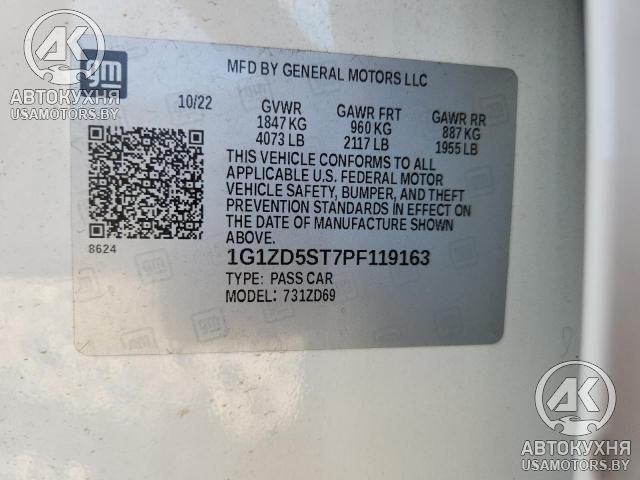 gm
MFD BY GENERAL MOTORS LLC
10/22 GVWR GAWR FRT GAWR RR
1847 KG 960 KG 887 KG
4073 LB 2117 LB 1955 LB
THIS VEHICLE CONFORMS TO ALL
APPLICABLE U.S. FEDERAL MOTOR
VEHICLE SAFETY, BUMPER, AND THEFT
PREVENTION STANDARDS IN EFFECT ON
THE DATE OF MANUFACTURE SHOWN
ABOVE.
8624
1G1ZD5ST7PF119163
TYPE: PASS CAR
MODEL: 731ZD69
АК
АВТОКУХНЯ
USAMOTORS.BY
АК
АВТОКУХНЯ
USAMOTORS.BY